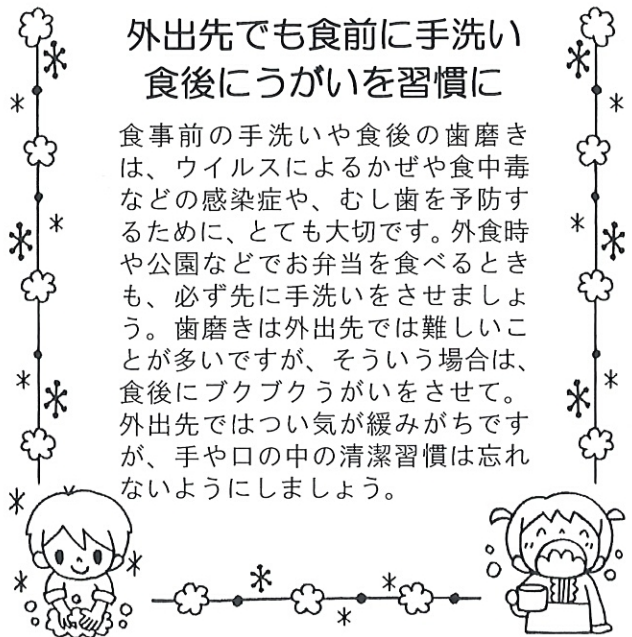 外出先でも食前に手洗い
食後にうがいを習慣に
食事前の手洗いや食後の歯磨き
は、ウイルスによるかぜや食中毒
などの感染症や、むし歯を予防す
るために、とても大切です。外食時
や公園などでお弁当を食べるとき
も、必ず先に手洗いをさせましょ
う。歯磨きは外出先では難しいこ
とが多いですが、そういう場合は、
食後にブクブクうがいをさせて。
外出先ではつい気が緩みがちです
が、手や口の中の清潔習慣は忘れ
ないようにしましょう。